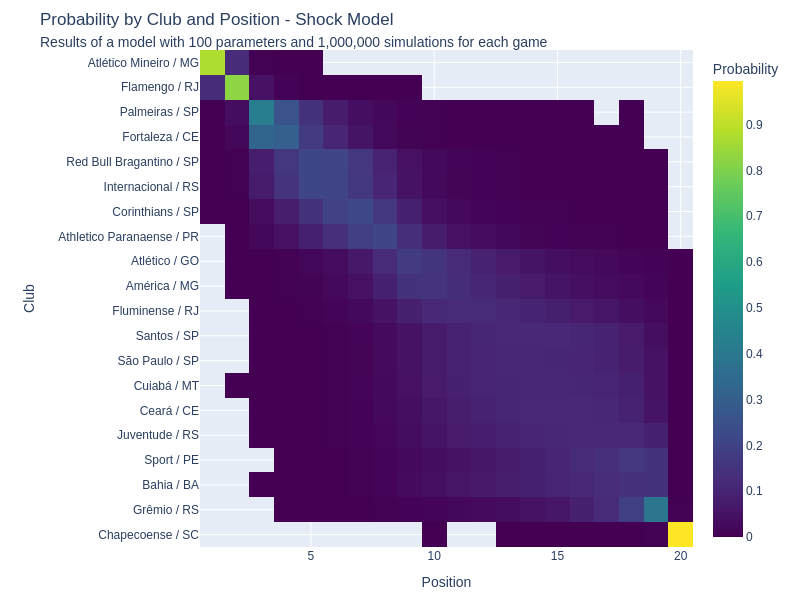 Probability by Club and Position - Shock Model
Results of a model with 100 parameters and 1,000,000 simulations for each game
Probability
Atlético Mineiro / MG
Flamengo / RJ
Palmeiras / SP
Fortaleza / CE
Red Bull Bragantino / SP
Internacional / RS
Corinthians / SP
Athletico Paranaense / PR
Atlético / GO
América / MG
Fluminense / RJ
Santos / SP
São Paulo / SP
Cuiabá / MT
Ceará / CE
Juventude / RS
Sport / PE
Bahia / BA
Grêmio / RS
Chapecoense / SC
Club
5
10
15
20
Position
0.9
0.8
0.7
0.6
0.5
0.4
0.3
0.2
0.1
0